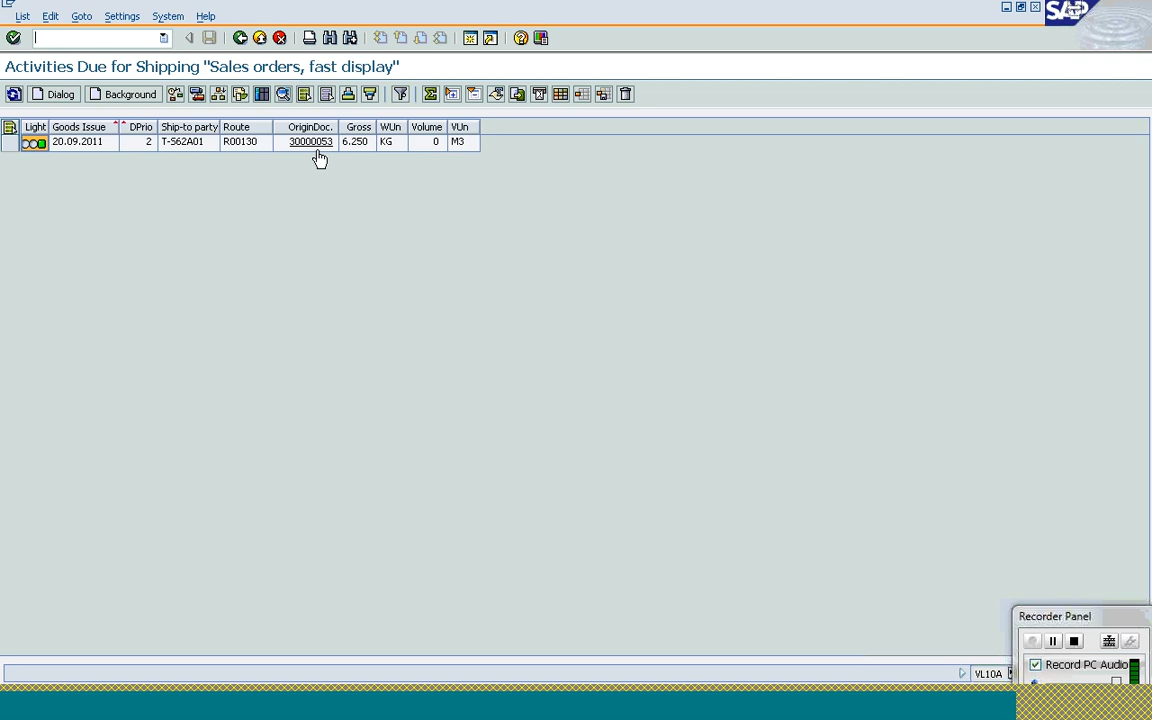 List Edit Goto Settings System Help
SAP
Activities Due for Shipping "Sales orders, fast display"
Dialog Background
Light Goods Issue DPrio Ship-to party Route OriginDoc. Gross WUn Volume VUn
20.09.2011 2 T-S62A01 R00130 30000053 6.250 KG 0 M3
Recorder Panel
Record PC Audio
VL10A